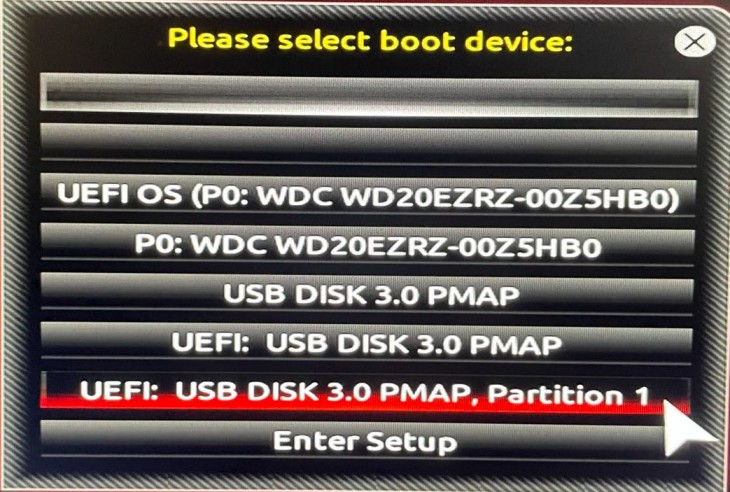 Please select boot device:
UEFI OS (P0: WDC WD20EZRZ-00Z5HB0)
P0: WDC WD20EZRZ-00Z5HB0
USB DISK 3.0 PMAP
UEFI:  USB DISK 3.0 PMAP
UEFI:  USB DISK 3.0 PMAP, Partition 1
Enter Setup